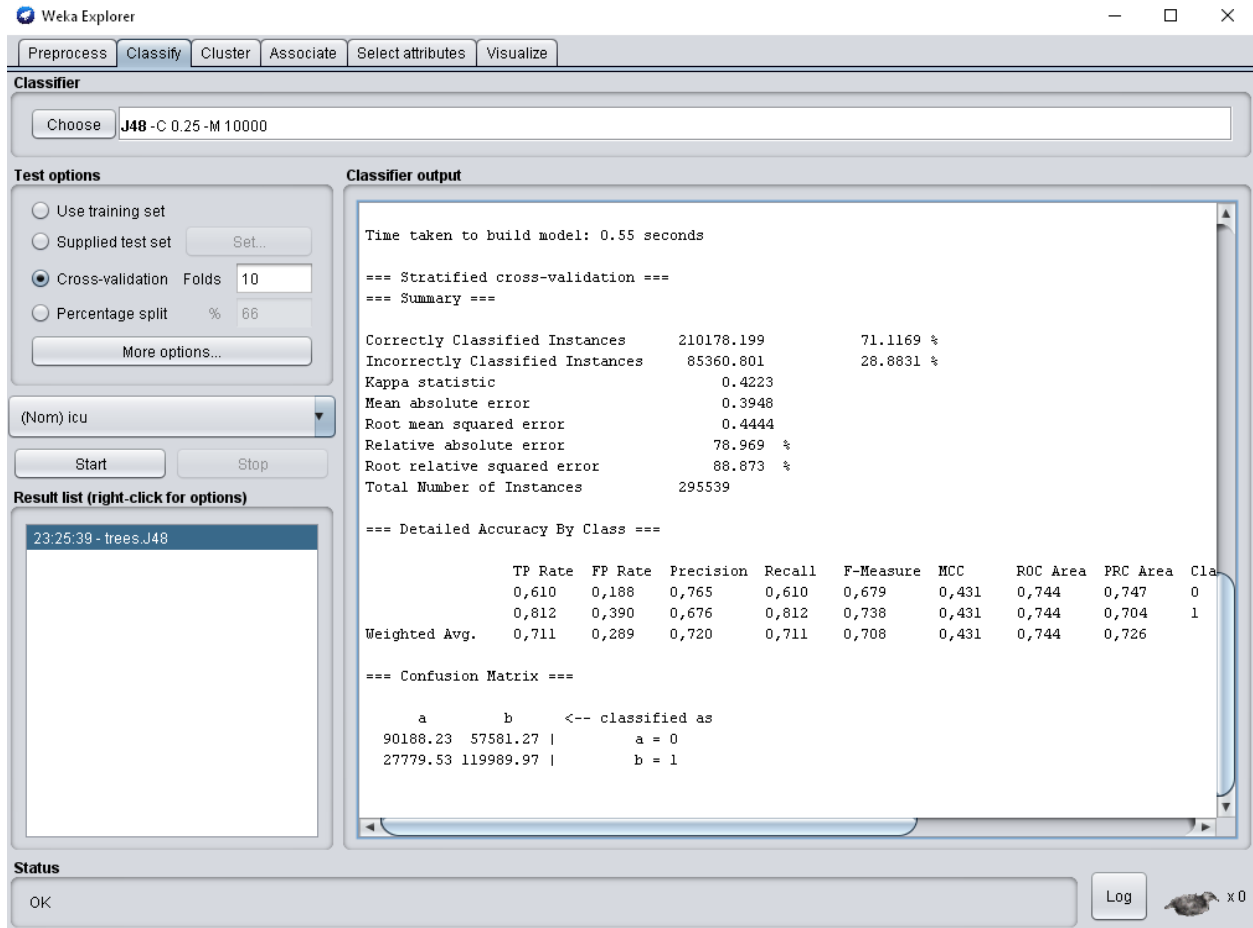 Weka Explorer
Preprocess Classify Cluster Associate Select attributes Visualize
Classifier
Choose J48 -C 0.25 -M 10000
Test options
Use training set
Supplied test set Set...
Cross-validation Folds 10
Percentage split % 66
More options...
(Nom) icu
Start Stop
Result list (right-click for options)
23:25:39 - trees.J48
Classifier output
Time taken to build model: 0.55 seconds
=== Stratified cross-validation ===
=== Summary ===
Correctly Classified Instances 210178.199 71.1169 %
Incorrectly Classified Instances 85360.801 28.8831 %
Kappa statistic 0.4223
Mean absolute error 0.3948
Root mean squared error 0.4444
Relative absolute error 78.969 %
Root relative squared error 88.873 %
Total Number of Instances 295539
=== Detailed Accuracy By Class ===
TP Rate FP Rate Precision Recall F-Measure MCC ROC Area PRC Area Cla
0,610 0,188 0,765 0,610 0,679 0,431 0,744 0,747 0
0,812 0,390 0,676 0,812 0,738 0,431 0,744 0,704 1
Weighted Avg. 0,711 0,289 0,720 0,711 0,708 0,431 0,744 0,726
=== Confusion Matrix ===
a b <-- classified as
90188.23 57581.27 | a = 0
27779.53 119989.97 | b = 1
Status
OK
Log
x 0